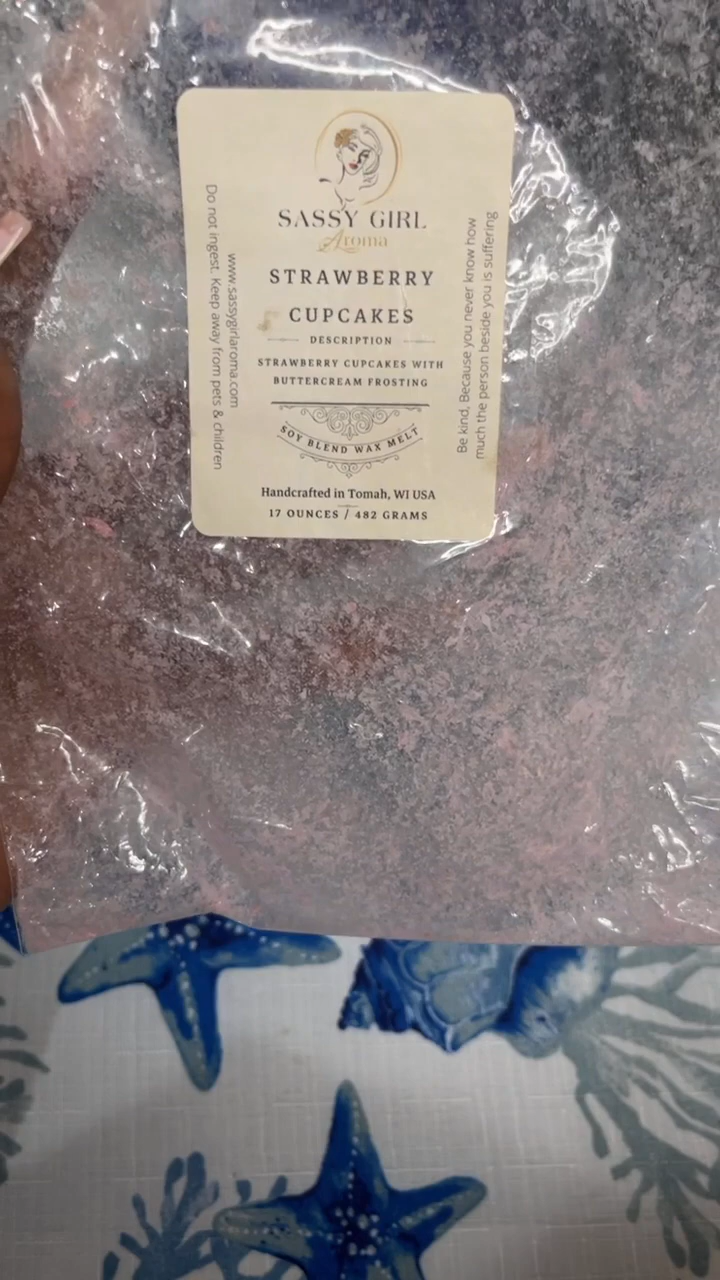 SASSY GIRL
Aroma
STRAWBERRY
CUPCAKES
DESCRIPTION
STRAWBERRY CUPCAKES WITH
BUTTERCREAM FROSTING
SOY BLEND WAX MELT
Handcrafted in Tomah, WI USA
17 OUNCES / 482 GRAMS
www.sassygirlaroma.com
Do not ingest. Keep away from pets & children
Be kind, Because you never know how
much the person beside you is suffering